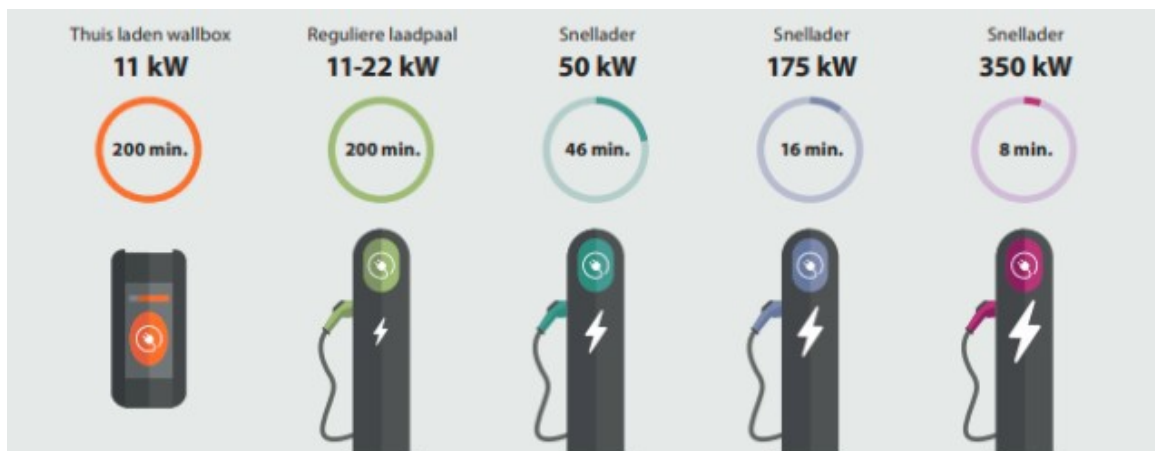 Thuis laden wallbox
11 kW
200 min.
Reguliere laadpaal
11-22 kW
200 min.
Snellader
50 kW
46 min.
Snellader
175 kW
16 min.
Snellader
350 kW
8 min.